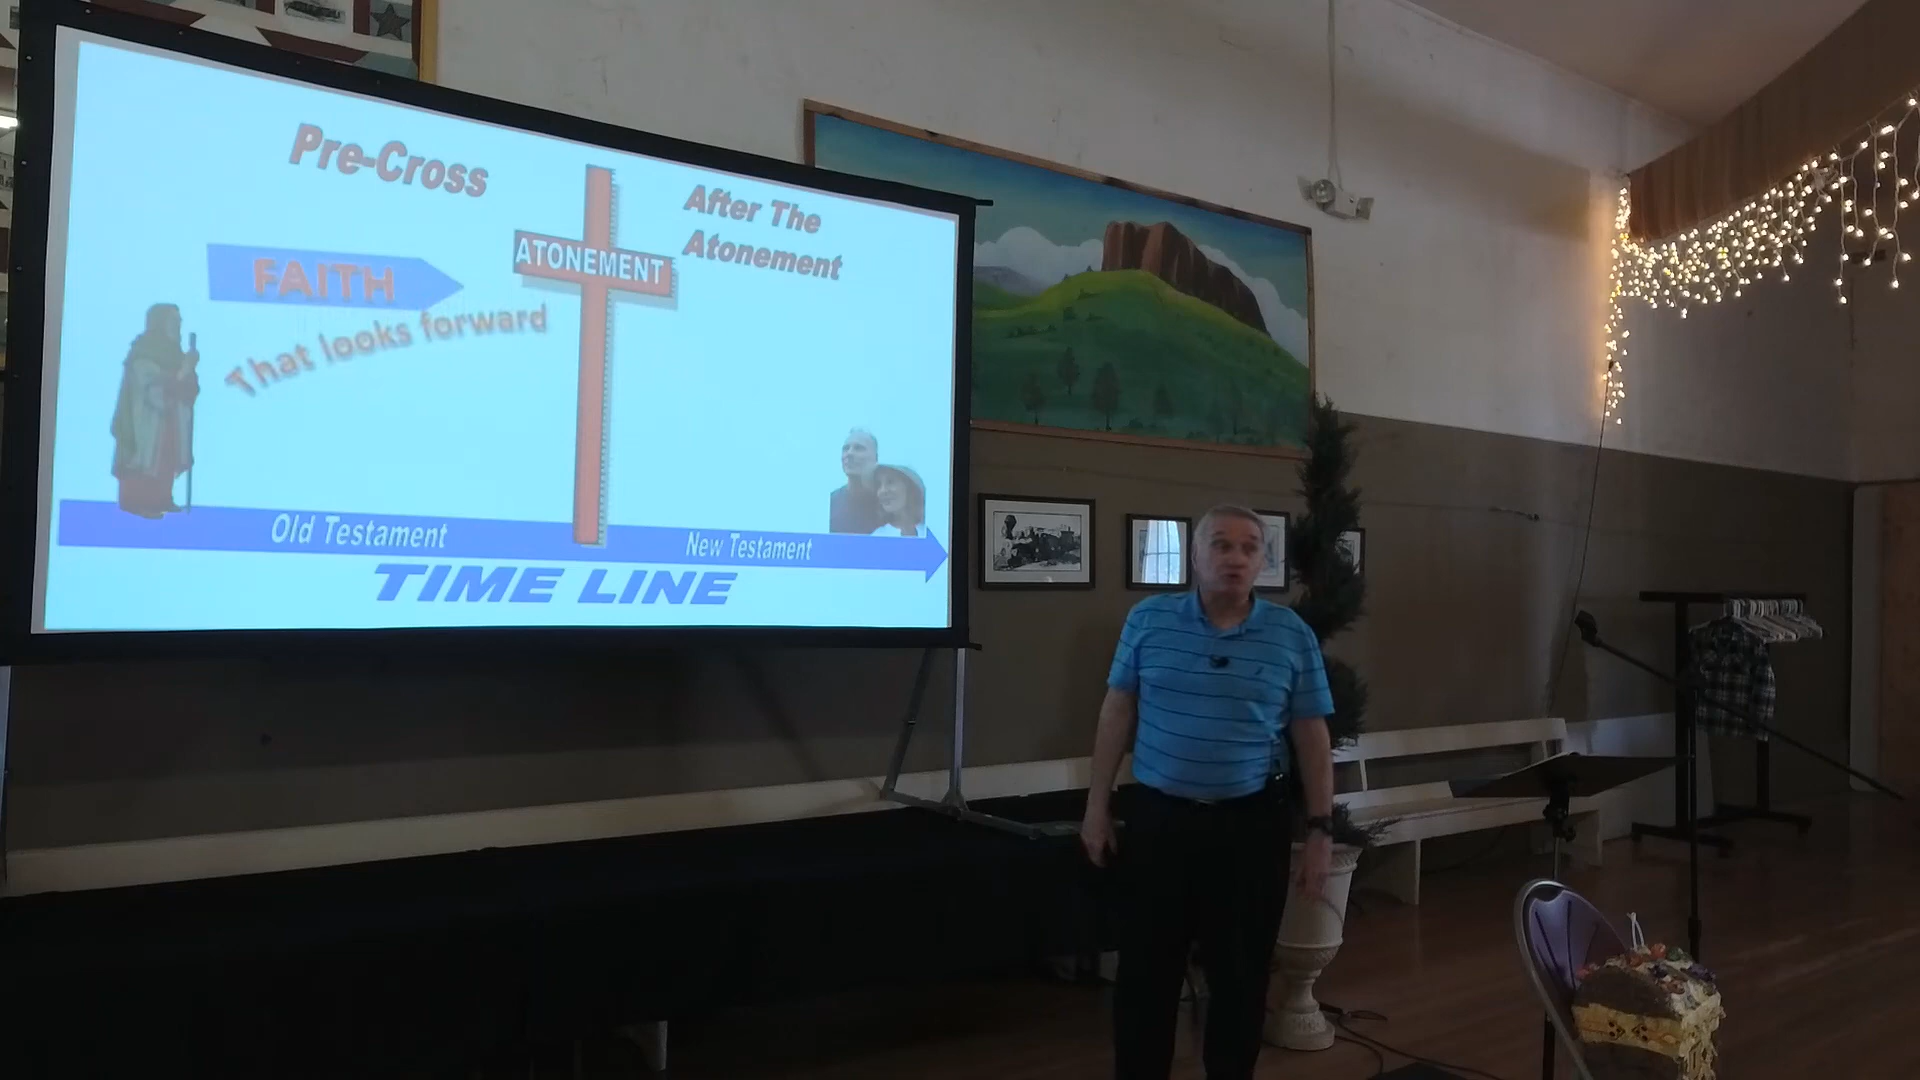 Pre-Cross
After The
Atonement
ATONEMENT
FAITH
That looks forward
Old Testament
New Testament
TIME LINE